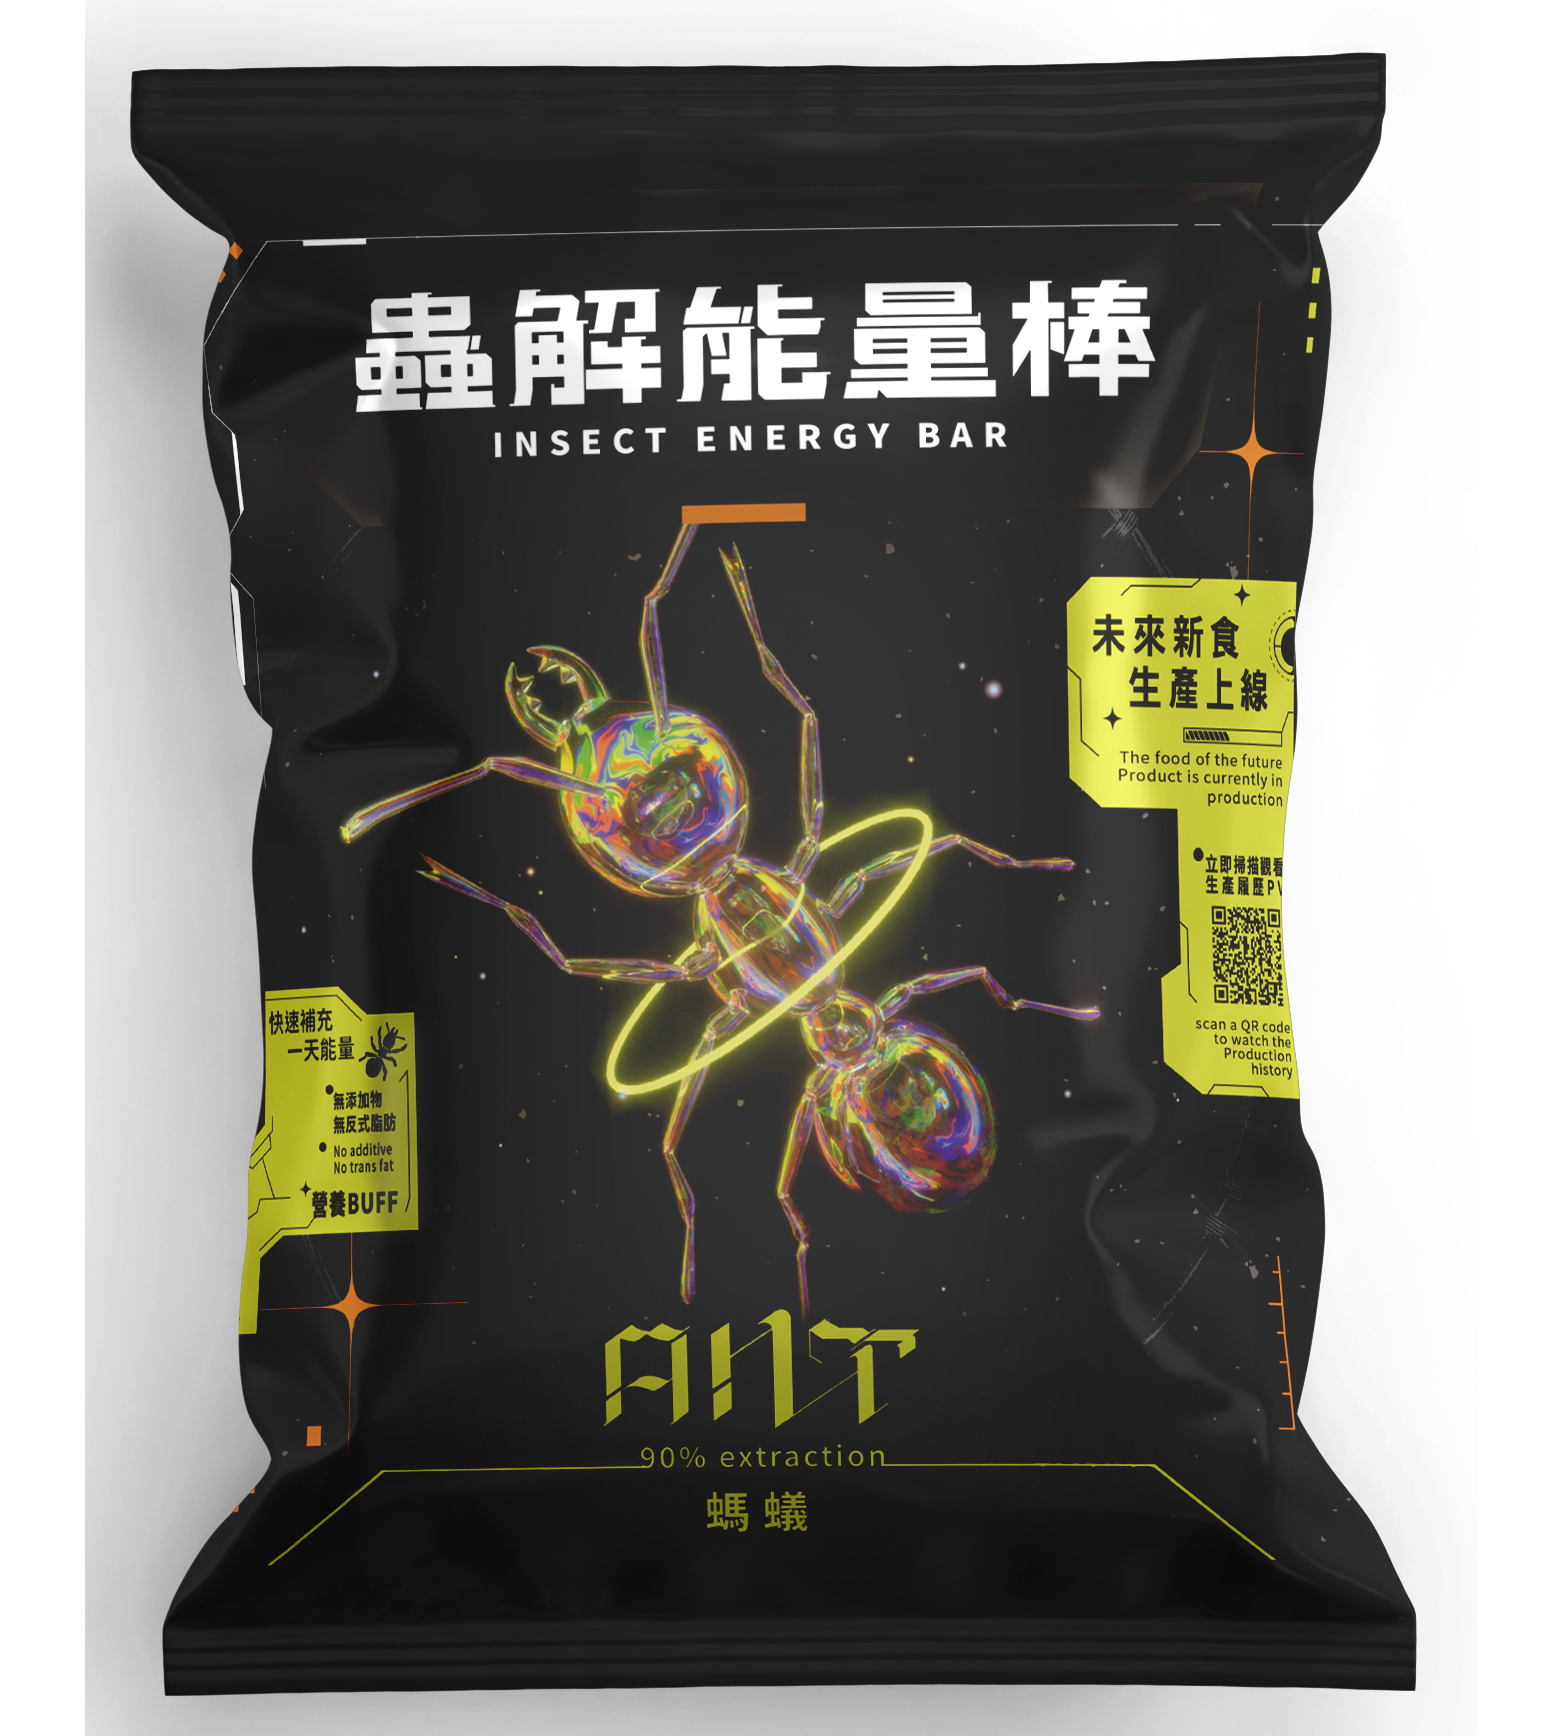 蟲解能量棒
INSECT ENERGY BAR
未來新食
生產上線
The food of the future
Product is currently in
production
立即掃描觀看
生產履歷PV
scan a QR code
to watch the
Production
history
快速補充
一天能量
無添加物
無反式脂肪
No additive
No trans fat
營養BUFF
ANT
90% extraction
螞蟻